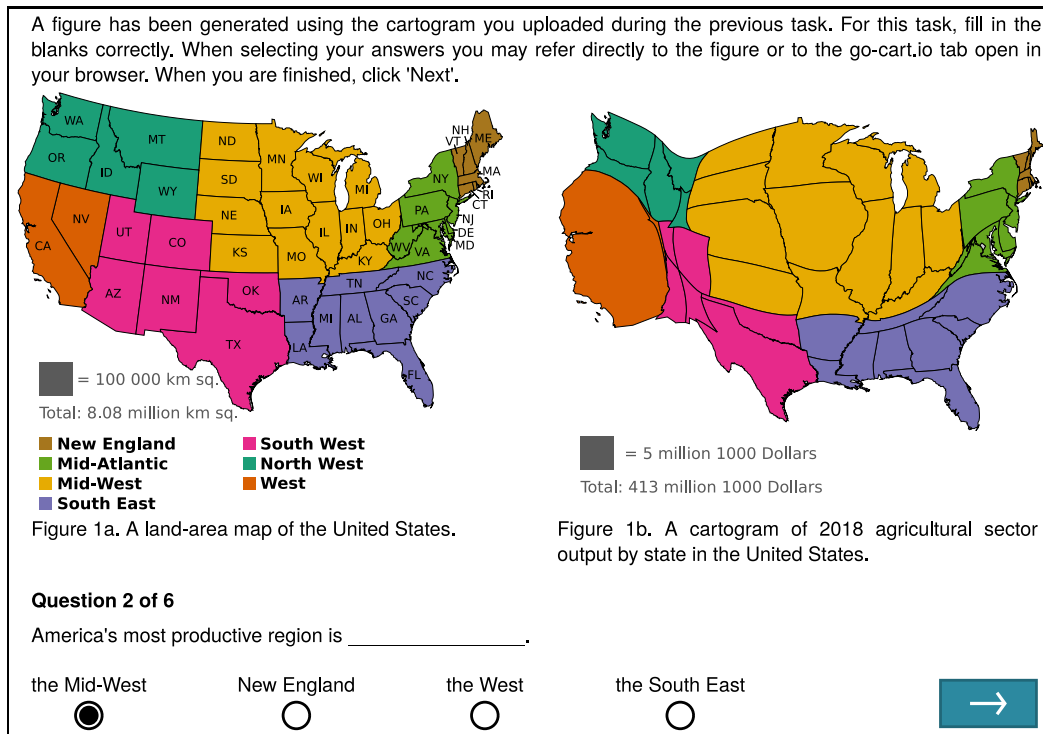 A figure has been generated using the cartogram you uploaded during the previous task. For this task, fill in the
blanks correctly. When selecting your answers you may refer directly to the figure or to the go-cart.io tab open in
your browser. When you are finished, click 'Next'.
WA
MT
ND
MN
NH
VT
ME
OR
ID
SD
WI
MI
NY
MA
WY
RI
CT
NV
NE
IA
PA
NJ
IL
IN
OH
DE
MD
CA
UT
CO
KS
MO
WV
VA
KY
AZ
NM
OK
AR
TN
NC
SC
MI
AL
GA
TX
LA
FL
= 100 000 km sq.
Total: 8.08 million km sq.
New England
South West
Mid-Atlantic
North West
Mid-West
West
South East
= 5 million 1000 Dollars
Total: 413 million 1000 Dollars
Figure 1a. A land-area map of the United States.
Figure 1b. A cartogram of 2018 agricultural sector
output by state in the United States.
Question 2 of 6
America's most productive region is ________________.
the Mid-West
New England
the West
the South East